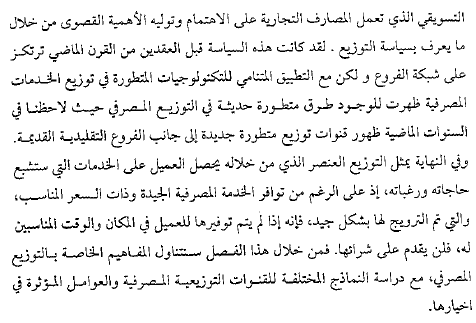 التسويقي الذي تعمل المصارف التجارية على الاهتمام وتوليه الأهمية القصوى من خلال
ما يعرف بسياسة التوزيع . لقد كانت هذه السياسة قبل العقدين من القرن الماضي ترتكز
على شبكة الفروع و لكن مع التطبيق المتنامي للتكنولوجيات المتطورة في توزيع الخدمات
المصرفية ظهرت للوجود طرق متطورة حديثة في التوزيع المصرفي حيث لاحظنا في
السنوات الماضية ظهور قنوات توزيع متطورة جديدة إلى جانب الفروع التقليدية القديمة.
وفي النهاية يمثل التوزيع العنصر الذي من خلاله يحصل العميل على الخدمات التي ستشبع
حاجاته ورغباته، إذ على الرغم من توافر الخدمة المصرفية الجيدة وذات السعر المناسب،
والتي تم الترويج لها بشكل جيد، فإنه إذا لم يتم توفيرها للعميل في المكان والوقت المناسبين
له، فلن يقدم على شرائها. فمن خلال هذا الفصل سنتناول المفاهيم الخاصة بالتوزيع
المصرفي، مع دراسة النماذج المختلفة للقنوات التوزيعية المصرفية والعوامل المؤثرة في
اخيارها.